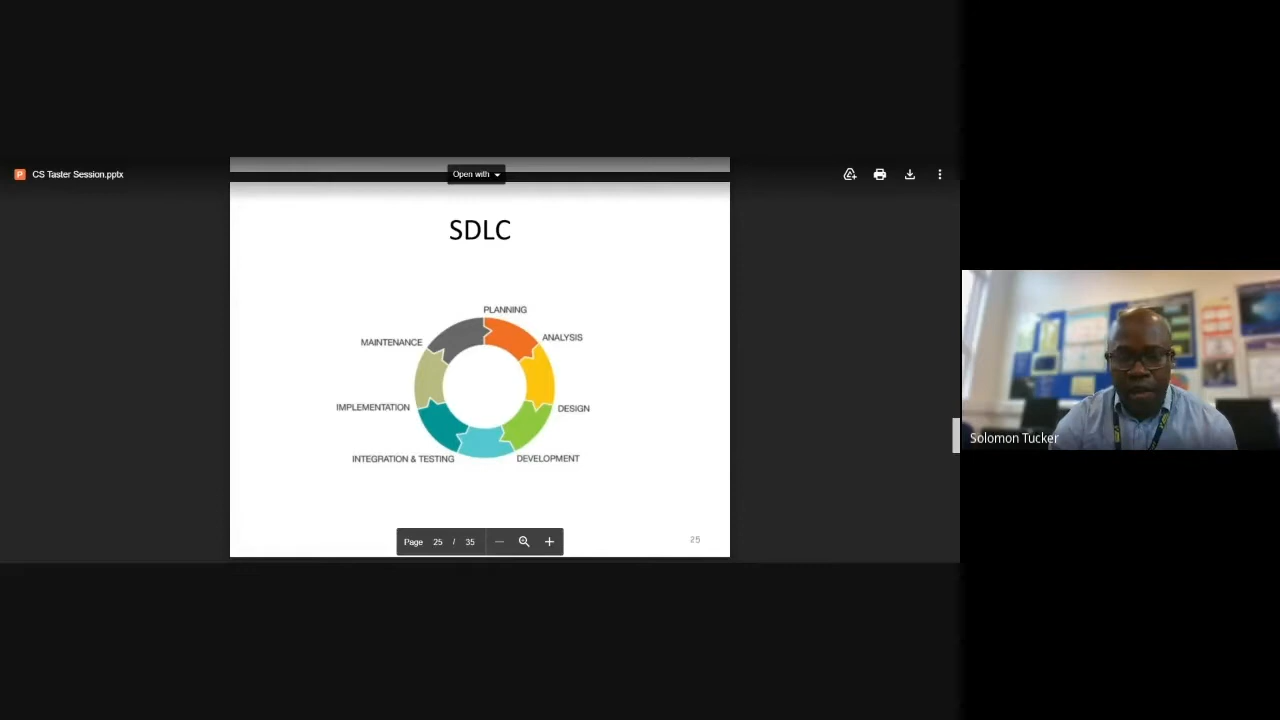 CS Taster Session.pptx
Open with
SDLC
PLANNING
MAINTENANCE
ANALYSIS
IMPLEMENTATION
DESIGN
INTEGRATION & TESTING
DEVELOPMENT
Page 25 / 35
25
Solomon Tucker